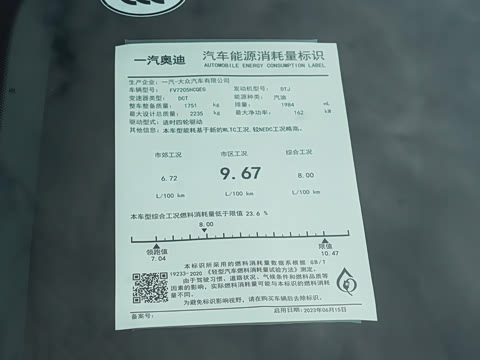 一汽奥迪 汽车能源消耗量标识
AUTOMOBILE ENERGY CONSUMPTION LABEL
生产企业: 一汽-大众汽车有限公司
车辆型号: FV7205HCQEG 发动机型号: DTJ
变速器类型: DCT 能源种类: 汽油
整车整备质量: 1751 kg 排量: 1984 mL
最大设计总质量: 2235 kg 最大净功率: 162 kW
驱动型式: 适时四轮驱动
其他信息: 本车型能耗基于新的WLTC工况, 较NEDC工况略高。
市郊工况 市区工况 综合工况
6.72 9.67 8.00
L/100 km L/100 km L/100 km
本车型综合工况燃料消耗量低于限值 23.6 %
8.00
领跑值 限值
7.04 10.47
本标识所采用的燃料消耗量数据系根据 GB/T
19233-2020 《轻型汽车燃料消耗量试验方法》测定。
由于驾驶习惯、道路状况、气候条件和燃料品质等
因素的影响, 实际燃料消耗量可能与本标识的燃料消耗
量不同。
为避免影响视野, 请在购买车辆后去除标识。
备案号: 启用日期: 2023年06月15日